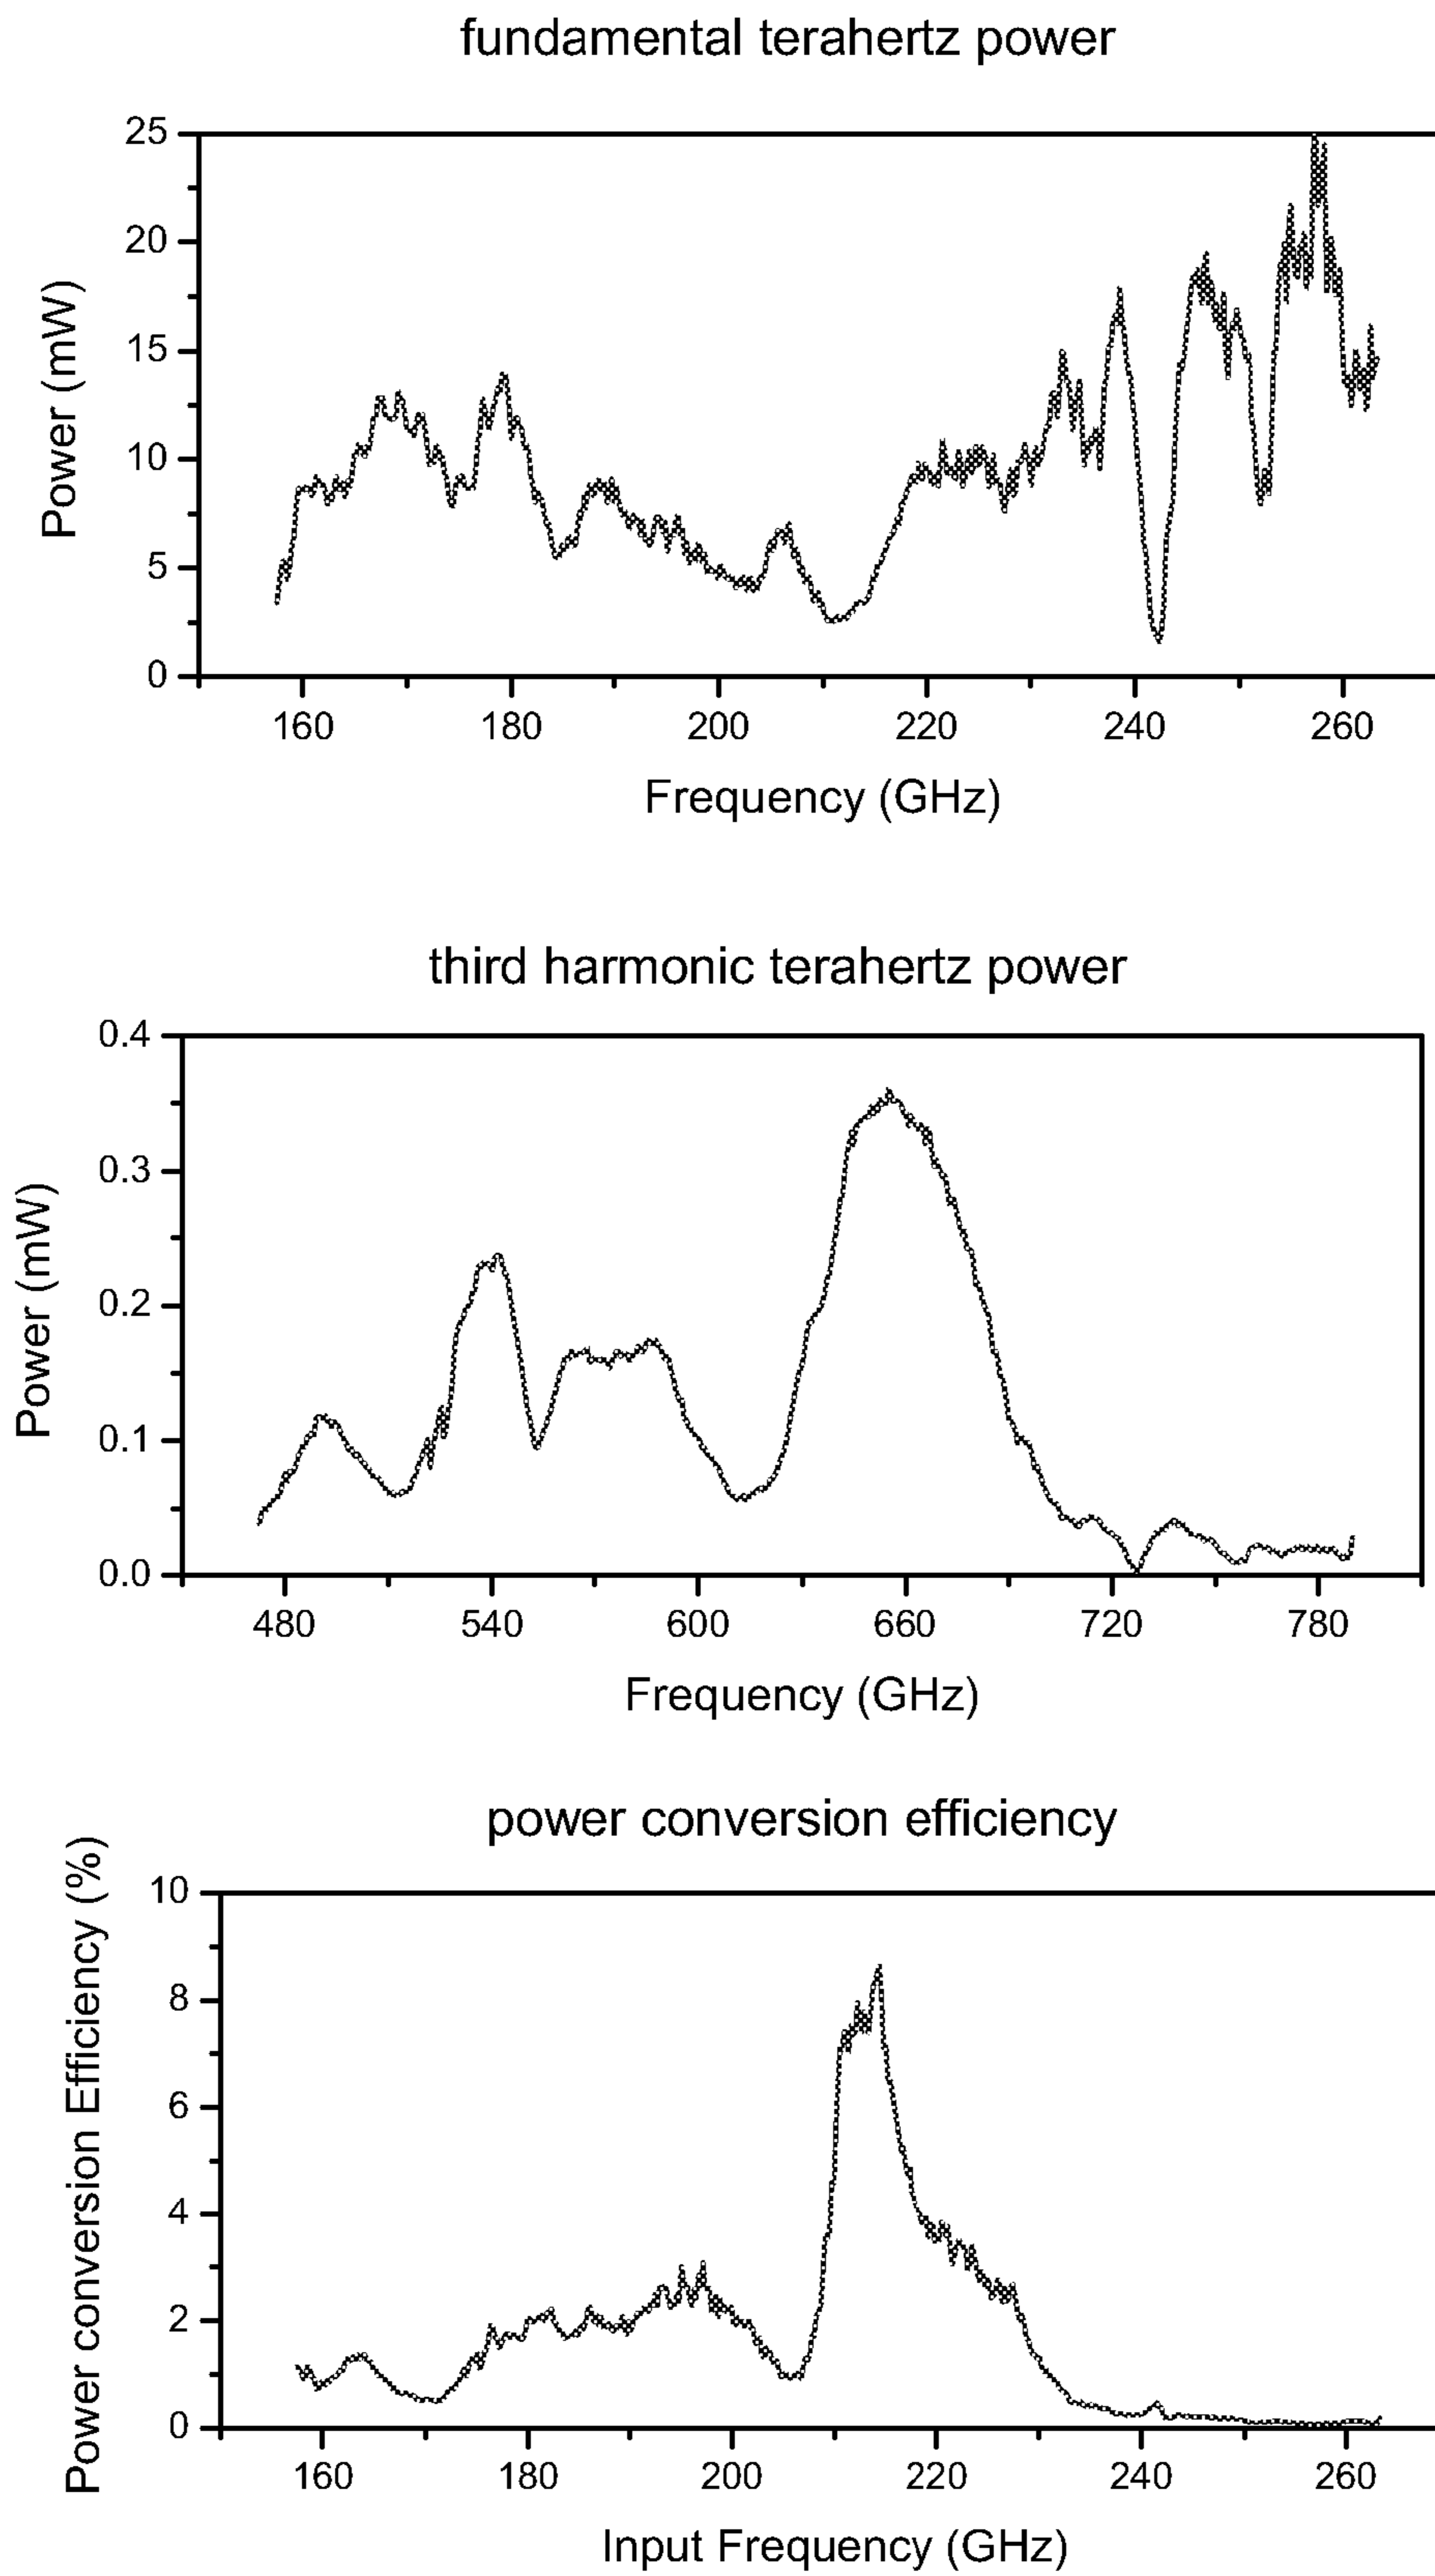 fundamental terahertz power
25
20
15
10
5
0
Power (mW)
160 180 200 220 240 260
Frequency (GHz)
third harmonic terahertz power
0.4
0.3
0.2
0.1
0.0
Power (mW)
480 540 600 660 720 780
Frequency (GHz)
power conversion efficiency
10
8
6
4
2
0
Power conversion Efficiency (%)
160 180 200 220 240 260
Input Frequency (GHz)